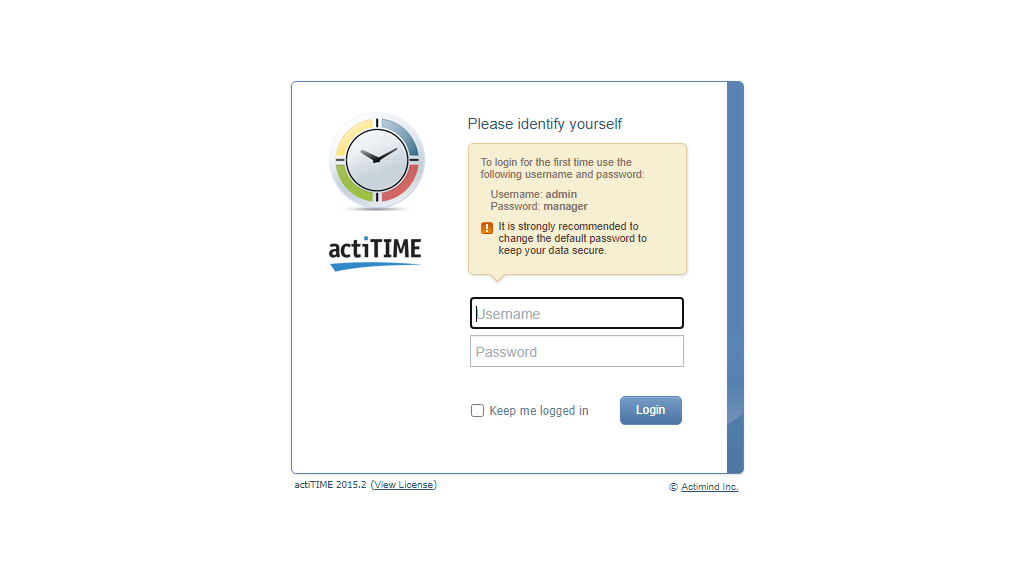 Please identify yourself
To login for the first time use the
following username and password:
Username: admin
Password: manager
It is strongly recommended to
change the default password to
keep your data secure.
actiTIME
Username
Password
Keep me logged in
Login
actiTIME 2015.2 (View License)
© Actimind Inc.